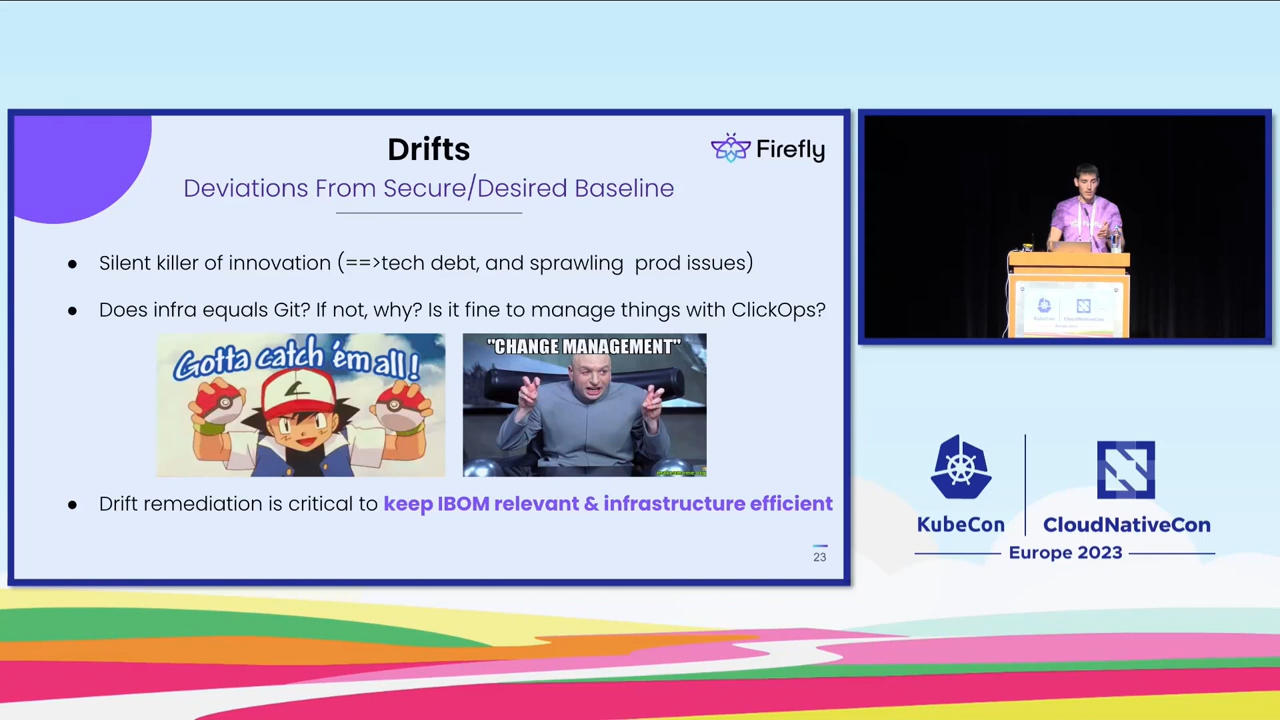 Drifts
Firefly
Deviations From Secure/Desired Baseline
● Silent killer of innovation (==>tech debt, and sprawling prod issues)
● Does infra equals Git? If not, why? Is it fine to manage things with ClickOps?
Gotta catch 'em all!
"CHANGE MANAGEMENT"
● Drift remediation is critical to keep IBOM relevant & infrastructure efficient
23
KubeCon
CloudNativeCon
Europe 2023